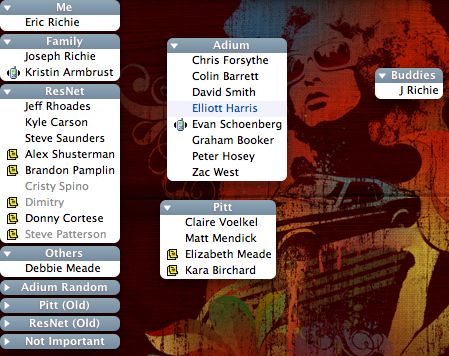 Me
Eric Richie
Family
Joseph Richie
Kristin Armbrust
ResNet
Jeff Rhoades
Kyle Carson
Steve Saunders
Alex Shusterman
Brandon Pamplin
Cristy Spino
Dimitry
Donny Cortese
Steve Patterson
Others
Debbie Meade
Adium Random
Pitt (Old)
ResNet (Old)
Not Important
Adium
Chris Forsythe
Colin Barrett
David Smith
Elliott Harris
Evan Schoenberg
Graham Booker
Peter Hosey
Zac West
Pitt
Claire Voelkel
Matt Mendick
Elizabeth Meade
Kara Birchard
Buddies
J Richie